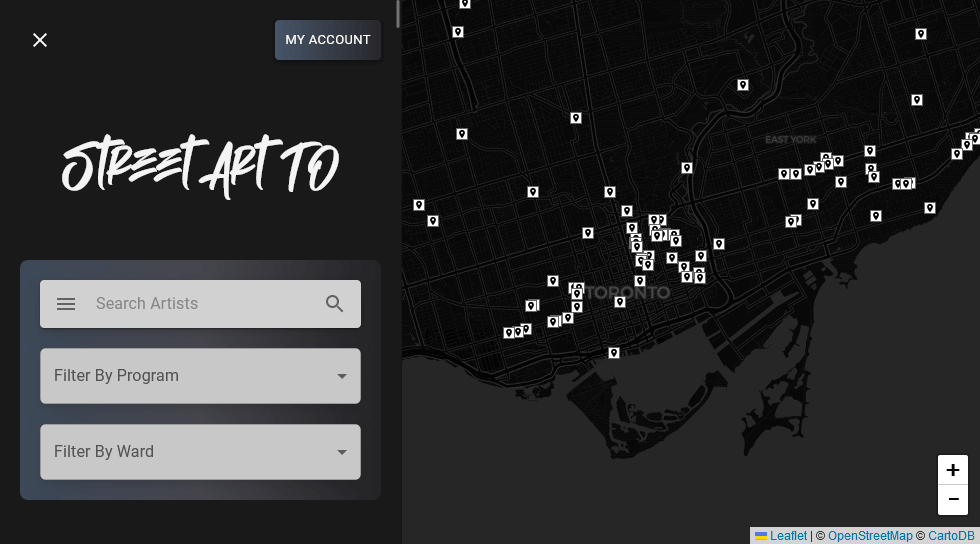 MY ACCOUNT
STREET ART TO
Search Artists
Filter By Program
Filter By Ward
EAST YORK
TORONTO
+
−
Leaflet | © OpenStreetMap © CartoDB